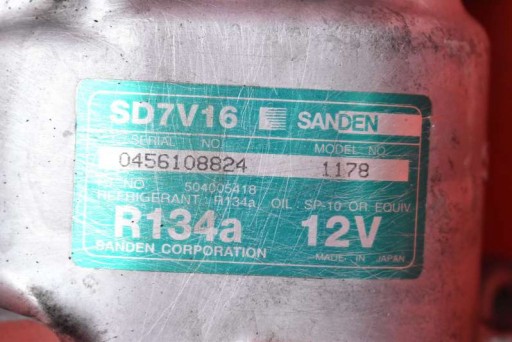 SD7V16 SANDEN
SERIAL NO. MODEL NO.
0456108824 1178
NO. 504005418
REFRIGERANT R134a, OIL SP-10 OR EQUIV.
R134a 12V
SANDEN CORPORATION MADE IN JAPAN